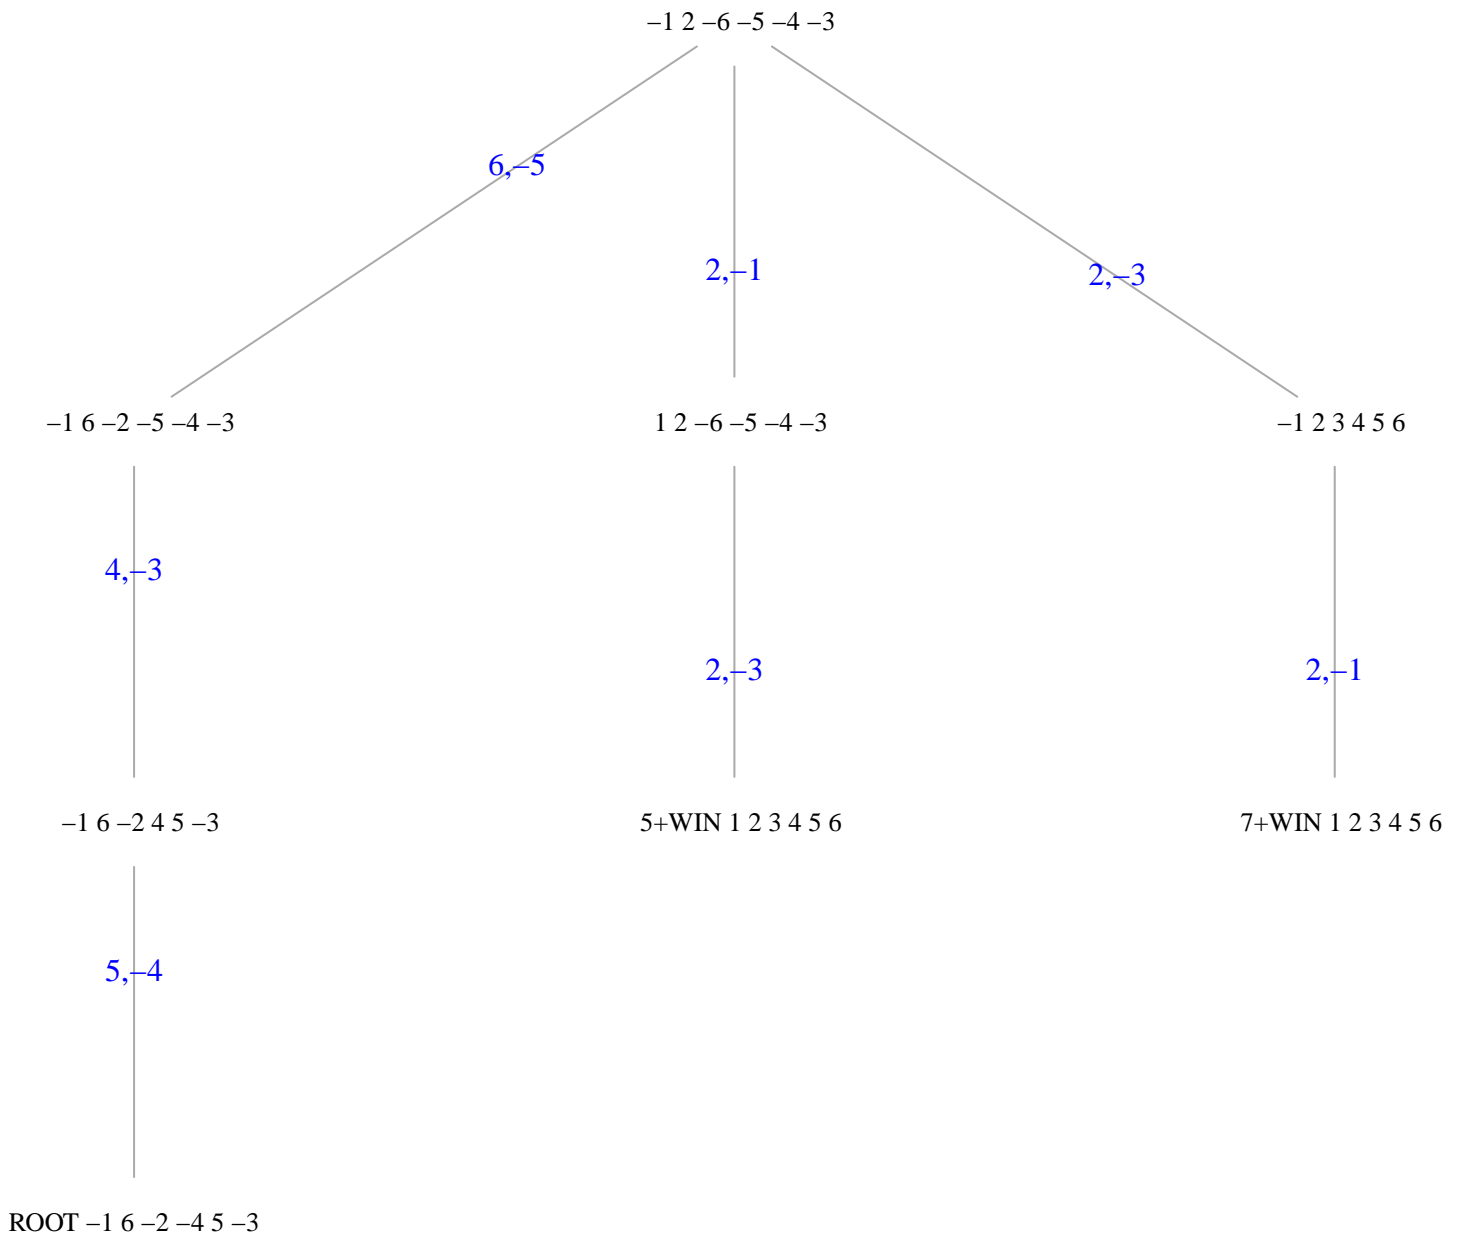 –1 2 –6 –5 –4 –3
6,–5
2,–1
2,–3
–1 6 –2 –5 –4 –3
1 2 –6 –5 –4 –3
–1 2 3 4 5 6
4,–3
2,–3
2,–1
–1 6 –2 4 5 –3
5+WIN 1 2 3 4 5 6
7+WIN 1 2 3 4 5 6
5,–4
ROOT –1 6 –2 –4 5 –3